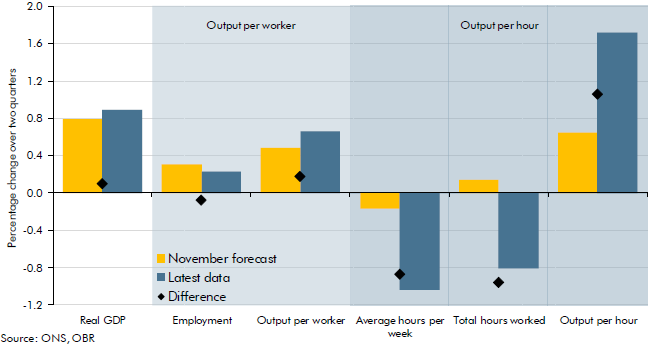 Percentage change over two quarters
2.0
1.6
1.2
0.8
0.4
0.0
-0.4
-0.8
-1.2
Output per worker
Output per hour
November forecast
Latest data
Difference
Real GDP
Employment
Output per worker
Average hours per
week
Total hours worked
Output per hour
Source: ONS, OBR